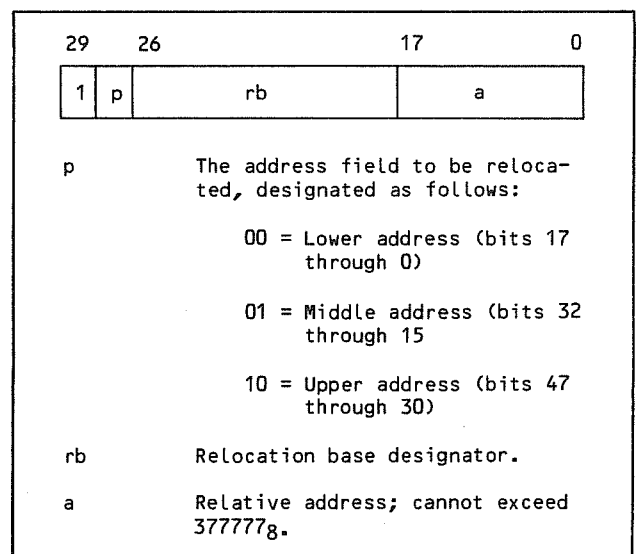 29 26 17 0
1 p rb a
p The address field to be reloca-
ted, designated as follows:
00 = Lower address (bits 17
through 0)
01 = Middle address (bits 32
through 15
10 = Upper address (bits 47
through 30)
rb Relocation base designator.
a Relative address; cannot exceed
377777₈.